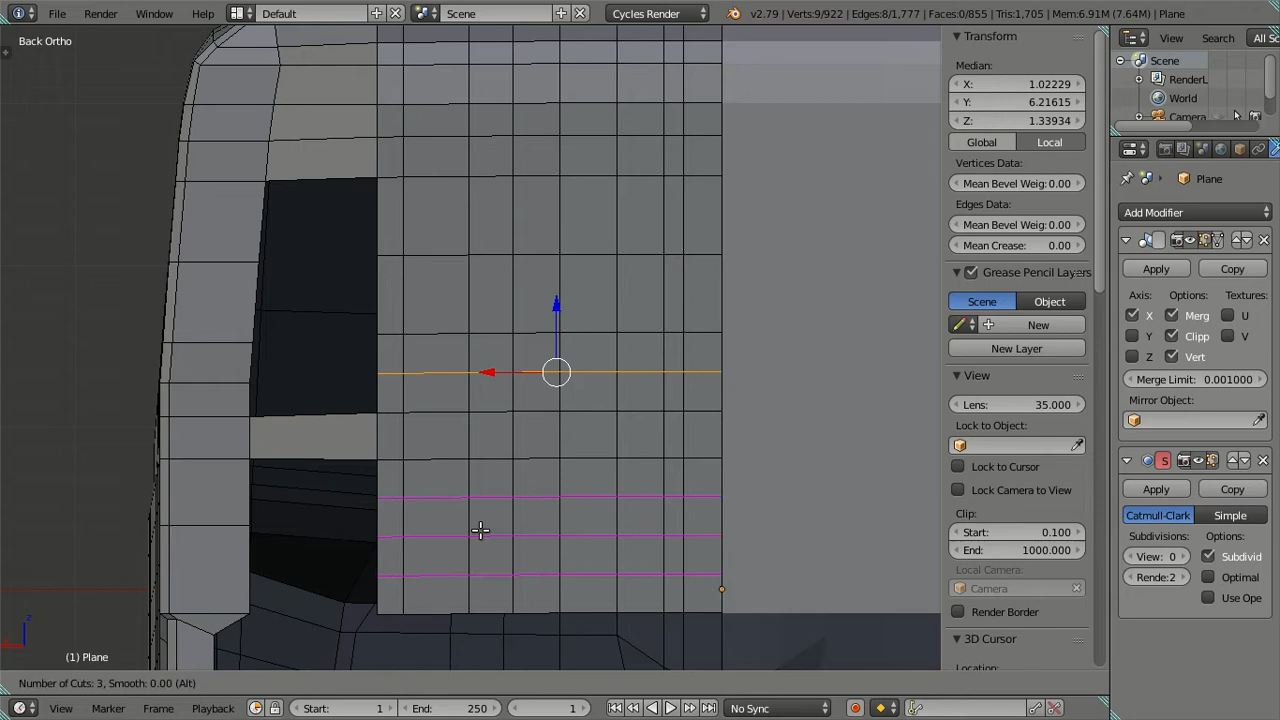 File Render Window Help Default Scene Cycles Render v2.79 | Verts:9/922 | Edges:8/1,777 | Faces:0/855 | Tris:1,705 | Mem:6.91M (7.64M) | Plane
Back Ortho
(1) Plane
Number of Cuts: 3, Smooth: 0.00 (Alt)
Transform
Median:
X: 1.02229
Y: 6.21615
Z: 1.33934
Global Local
Vertices Data:
Mean Bevel Weig: 0.00
Edges Data:
Mean Bevel Weig: 0.00
Mean Crease: 0.00
Grease Pencil Layers
Scene Object
New
New Layer
View
Lens: 35.000
Lock to Object:
Lock to Cursor
Lock Camera to View
Clip:
Start: 0.100
End: 1000.000
Local Camera:
Camera
Render Border
3D Cursor
Location:
View Search All Sc
Scene
RenderL
World
Camera
Plane
Add Modifier
Apply Copy
Axis: Options: Textures:
X Merg U
Y Clipp V
Z Vert
Merge Limit: 0.001000
Mirror Object:
S
Apply Copy
Catmull-Clark Simple
Subdivisions: Options:
View: 0 Subdivid
Rende: 2 Optimal
Use Ope
View Marker Frame Playback Start: 1 End: 250 1 No Sync